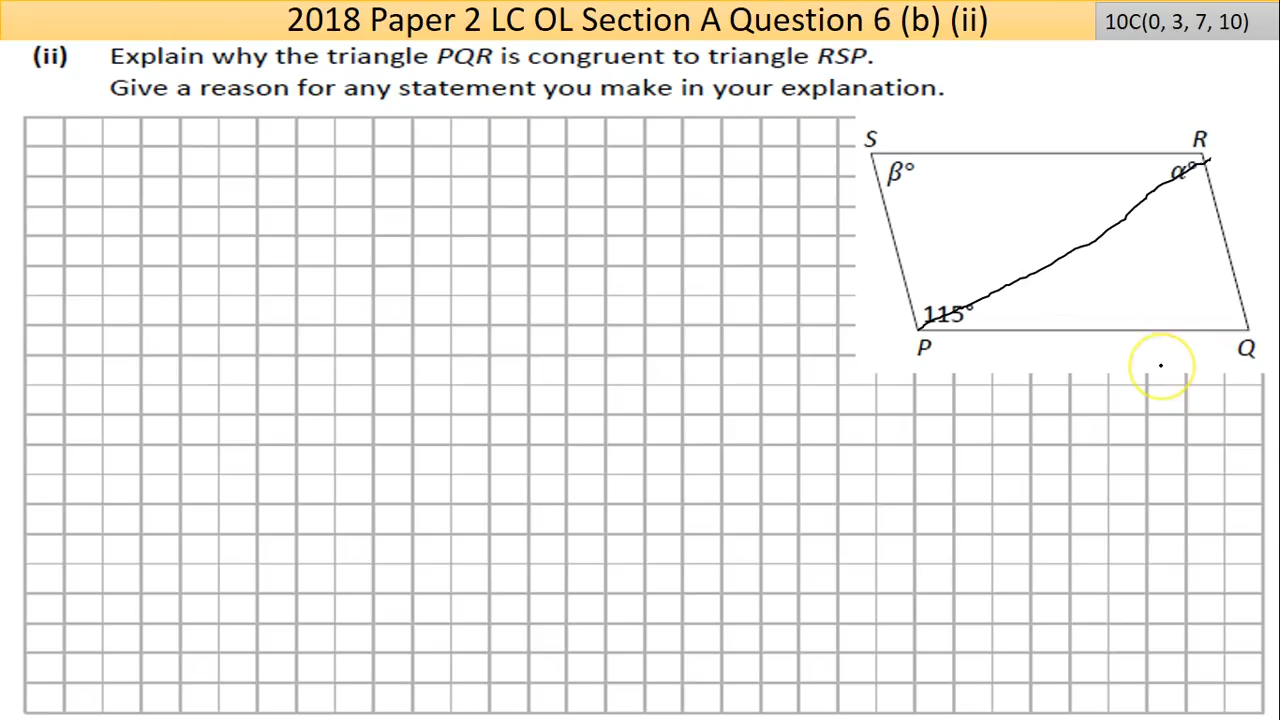 2018 Paper 2 LC OL Section A Question 6 (b) (ii)
10C(0, 3, 7, 10)
(ii) Explain why the triangle PQR is congruent to triangle RSP.
Give a reason for any statement you make in your explanation.
S
R
β°
α°
115°
P
Q